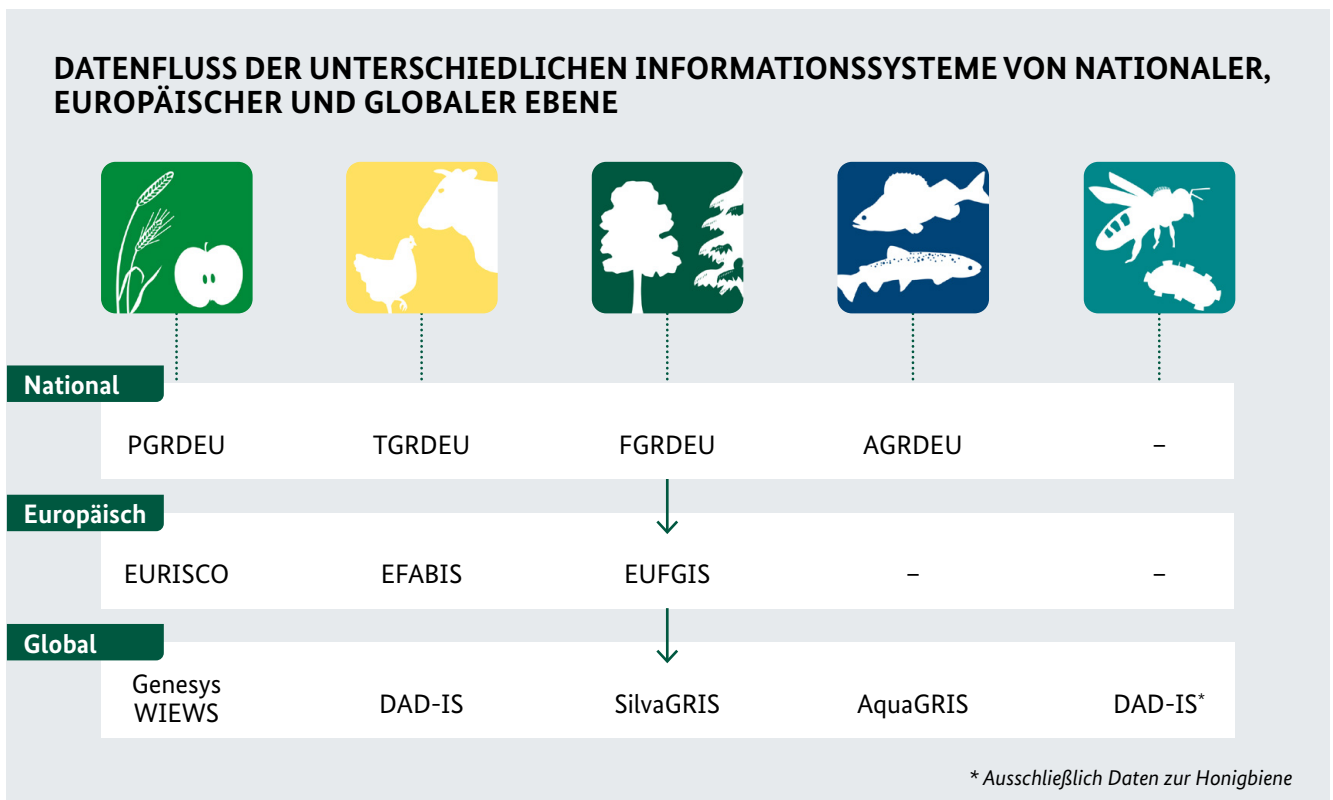 DATENFLUSS DER UNTERSCHIEDLICHEN INFORMATIONSSYSTEME VON NATIONALER,
EUROPÄISCHER UND GLOBALER EBENE
National
PGRDEU TGRDEU FGRDEU AGRDEU –
Europäisch
EURISCO EFABIS EUFGIS – –
Global
Genesys
WIEWS DAD-IS SilvaGRIS AquaGRIS DAD-IS*
* Ausschließlich Daten zur Honigbiene